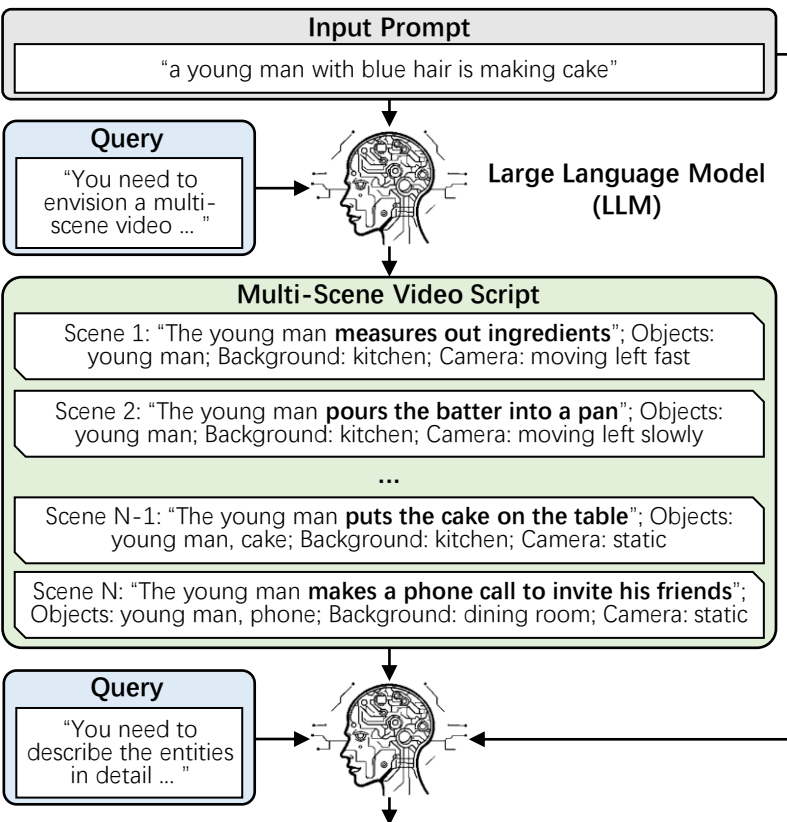 Input Prompt
“a young man with blue hair is making cake”
Query
“You need to
envision a multi-
scene video ... ”
Large Language Model
(LLM)
Multi-Scene Video Script
Scene 1: “The young man measures out ingredients”; Objects:
young man; Background: kitchen; Camera: moving left fast
Scene 2: “The young man pours the batter into a pan”; Objects:
young man; Background: kitchen; Camera: moving left slowly
...
Scene N-1: “The young man puts the cake on the table”; Objects:
young man, cake; Background: kitchen; Camera: static
Scene N: “The young man makes a phone call to invite his friends”;
Objects: young man, phone; Background: dining room; Camera: static
Query
“You need to
describe the entities
in detail ... ”